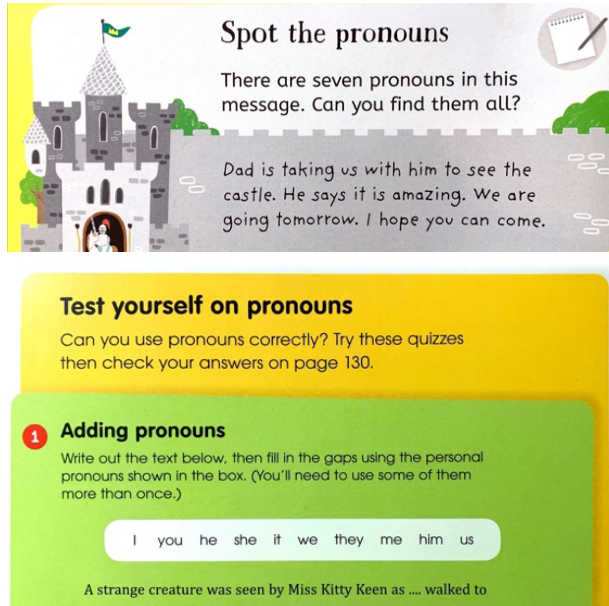 Spot the pronouns
There are seven pronouns in this
message. Can you find them all?
Dad is taking us with him to see the
castle. He says it is amazing. We are
going tomorrow. I hope you can come.
Test yourself on pronouns
Can you use pronouns correctly? Try these quizzes
then check your answers on page 130.
1 Adding pronouns
Write out the text below, then fill in the gaps using the personal
pronouns shown in the box. (You'll need to use some of them
more than once.)
I you he she it we they me him us
A strange creature was seen by Miss Kitty Keen as .... walked to